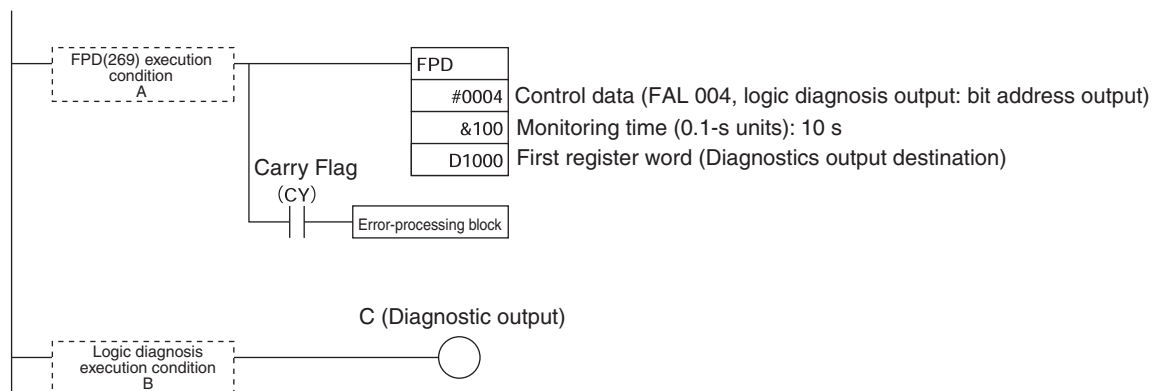 FPD(269) execution
condition
A
FPD
#0004 Control data (FAL 004, logic diagnosis output: bit address output)
&100 Monitoring time (0.1-s units): 10 s
D1000 First register word (Diagnostics output destination)
Carry Flag
(CY)
Error-processing block
C (Diagnostic output)
Logic diagnosis
execution condition
B